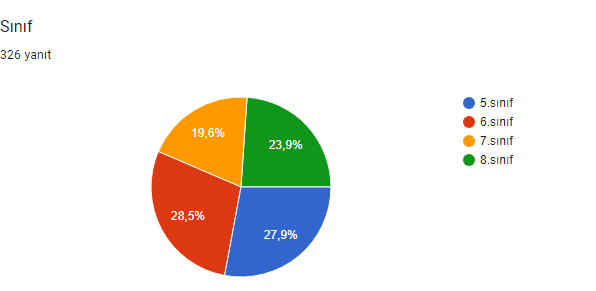 Sınıf
326 yanıt
19,6%
23,9%
28,5%
27,9%
5.sınıf
6.sınıf
7.sınıf
8.sınıf